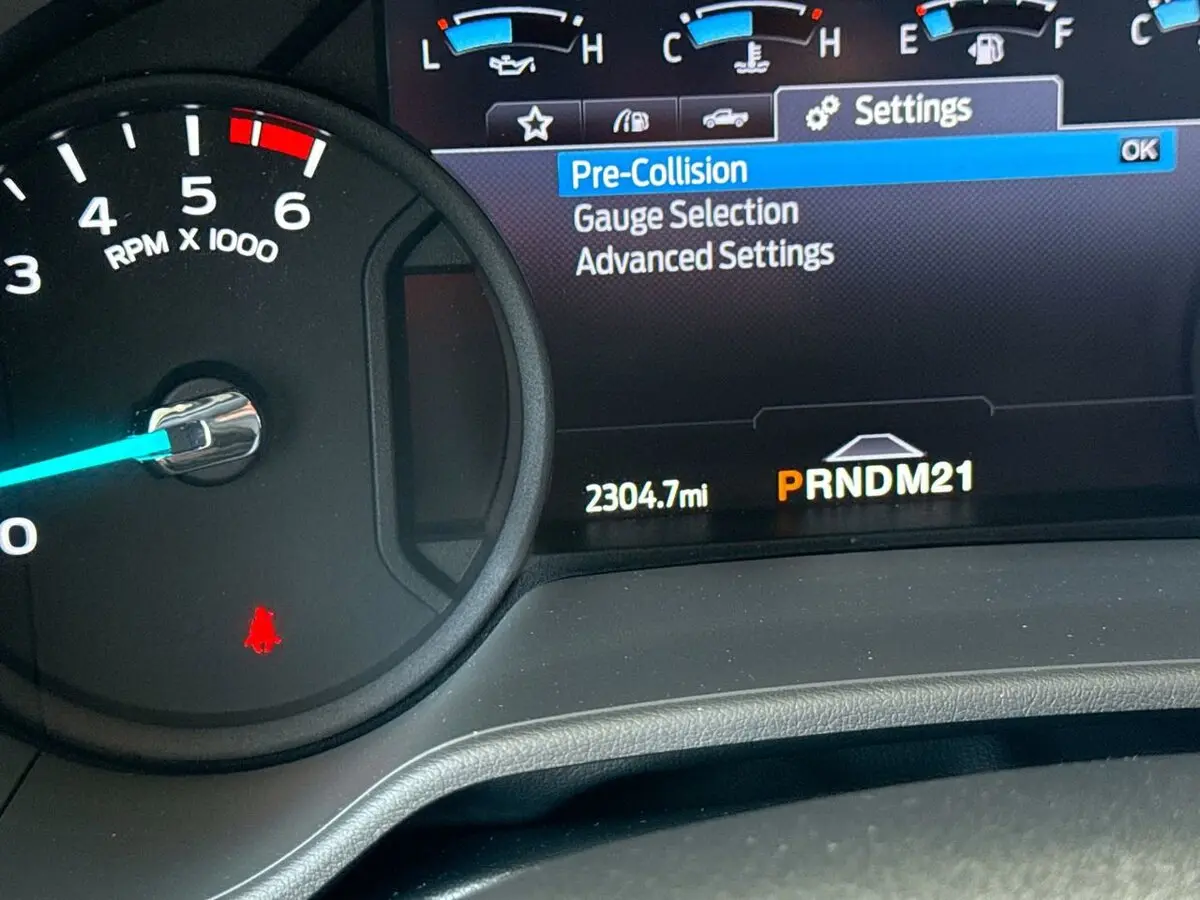 L H C H E F C
Settings
Pre-Collision OK
Gauge Selection
Advanced Settings
3 4 5 6
RPM X 1000
0
2304.7mi PRNDM21